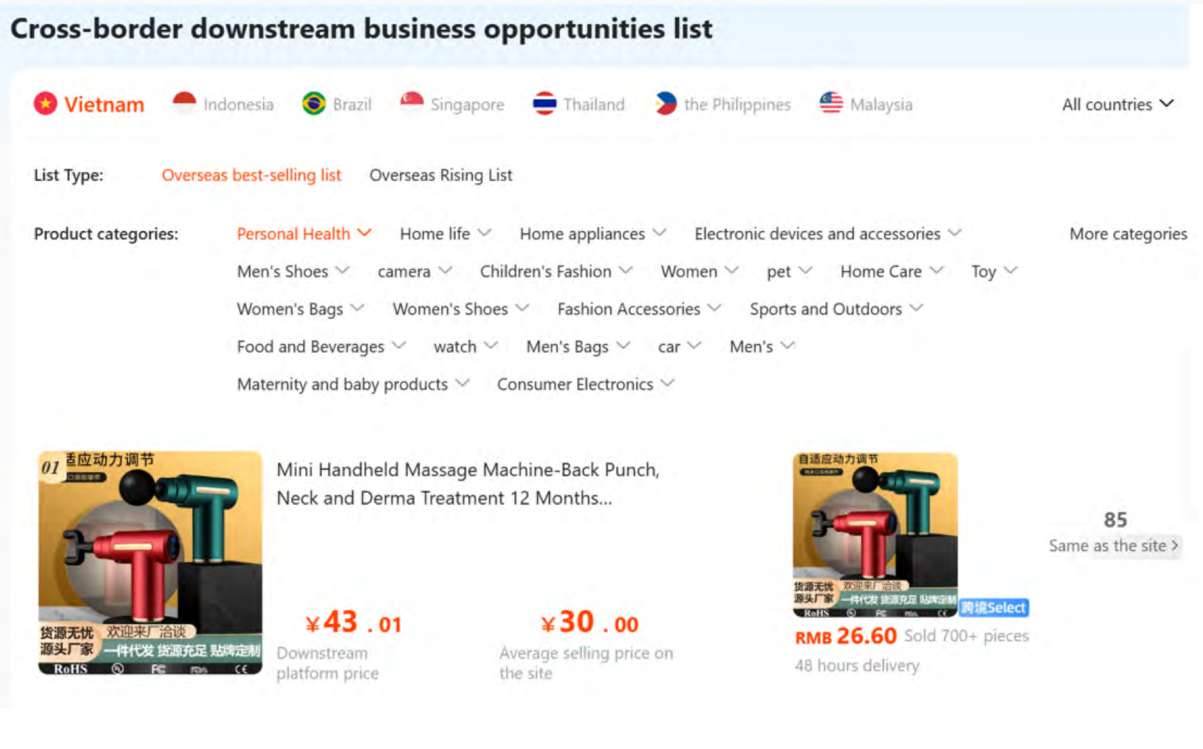 Cross-border downstream business opportunities list
Vietnam Indonesia Brazil Singapore Thailand the Philippines Malaysia All countries
List Type: Overseas best-selling list Overseas Rising List
Product categories: Personal Health Home life Home appliances Electronic devices and accessories More categories
Men's Shoes camera Children's Fashion Women pet Home Care Toy
Women's Bags Women's Shoes Fashion Accessories Sports and Outdoors
Food and Beverages watch Men's Bags car Men's
Maternity and baby products Consumer Electronics
01 适应动力调节
货源无忧 欢迎来厂洽谈
源头厂家 一件代发 货源充足 贴牌定制
RoHS FC CE
Mini Handheld Massage Machine-Back Punch,
Neck and Derma Treatment 12 Months...
¥43.01
Downstream
platform price
¥30.00
Average selling price on
the site
自适应动力调节
货源无忧 欢迎来厂洽谈
源头厂家 一件代发 货源充足 贴牌定制
RoHS FC CE
跨境Select
RMB 26.60 Sold 700+ pieces
48 hours delivery
85
Same as the site >